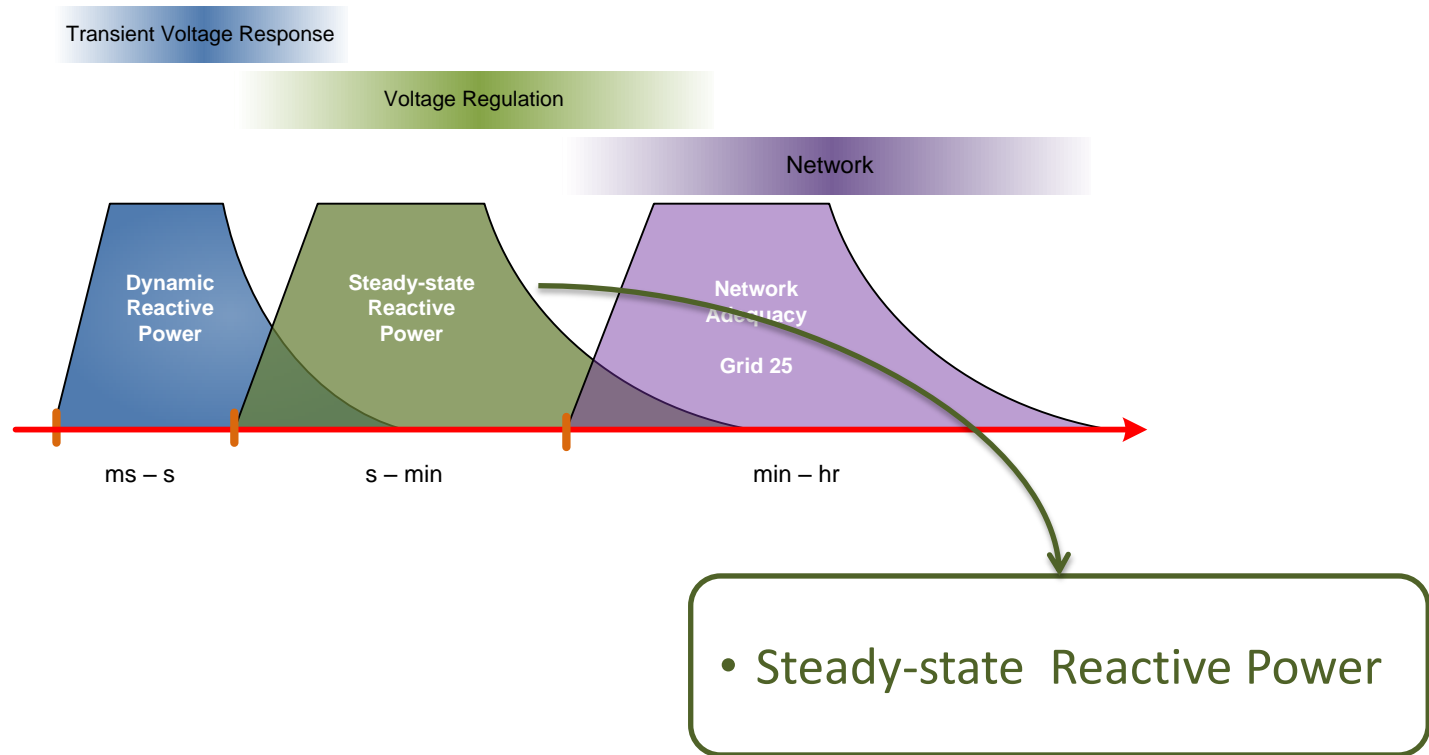 Transient Voltage Response
Voltage Regulation
Network
Dynamic
Reactive
Power
Steady-state
Reactive
Power
Network
Adequacy
Grid 25
ms – s
s – min
min – hr
• Steady-state Reactive Power